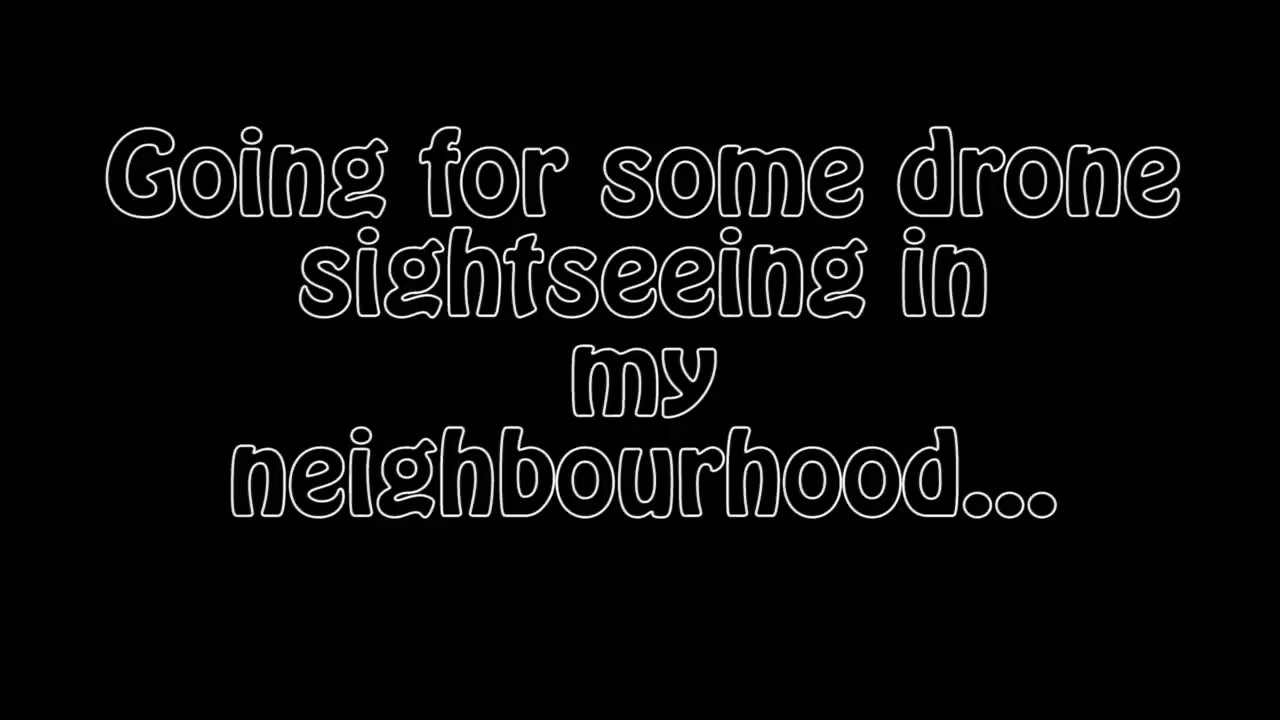 Going for some drone
sightseeing in
my
neighbourhood...